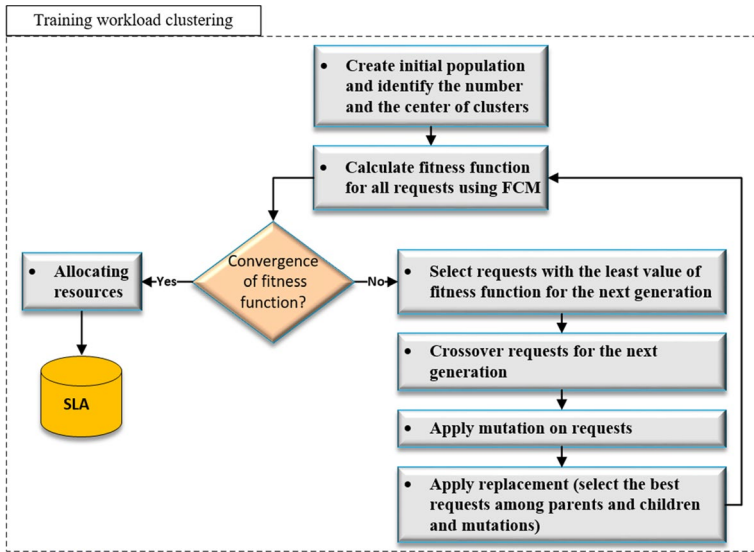 Training workload clustering
• Create initial population
and identify the number
and the center of clusters
• Calculate fitness function
for all requests using FCM
Convergence
of fitness
function?
Yes
No
• Allocating
resources
SLA
• Select requests with the least value of
fitness function for the next generation
• Crossover requests for the next
generation
• Apply mutation on requests
• Apply replacement (select the best
requests among parents and children
and mutations)